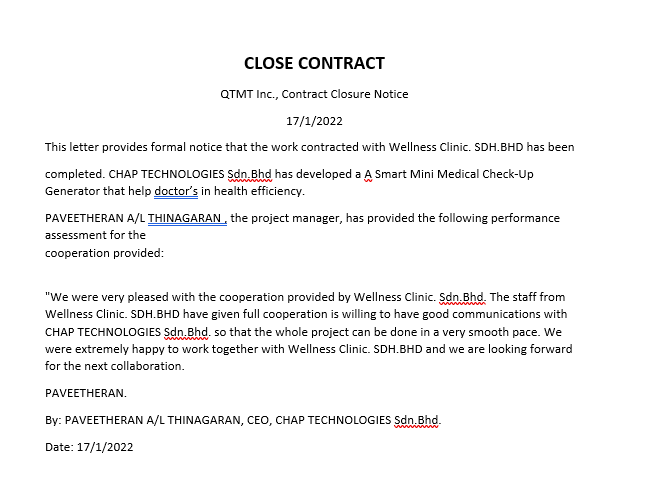 CLOSE CONTRACT
QTMT Inc., Contract Closure Notice
17/1/2022
This letter provides formal notice that the work contracted with Wellness Clinic. SDH.BHD has been
completed. CHAP TECHNOLOGIES Sdn.Bhd has developed a A Smart Mini Medical Check-Up
Generator that help doctor’s in health efficiency.
PAVEETHERAN A/L THINAGARAN , the project manager, has provided the following performance
assessment for the
cooperation provided:
"We were very pleased with the cooperation provided by Wellness Clinic. Sdn.Bhd. The staff from
Wellness Clinic. SDH.BHD have given full cooperation is willing to have good communications with
CHAP TECHNOLOGIES Sdn.Bhd. so that the whole project can be done in a very smooth pace. We
were extremely happy to work together with Wellness Clinic. SDH.BHD and we are looking forward
for the next collaboration.
PAVEETHERAN.
By: PAVEETHERAN A/L THINAGARAN, CEO, CHAP TECHNOLOGIES Sdn.Bhd.
Date: 17/1/2022